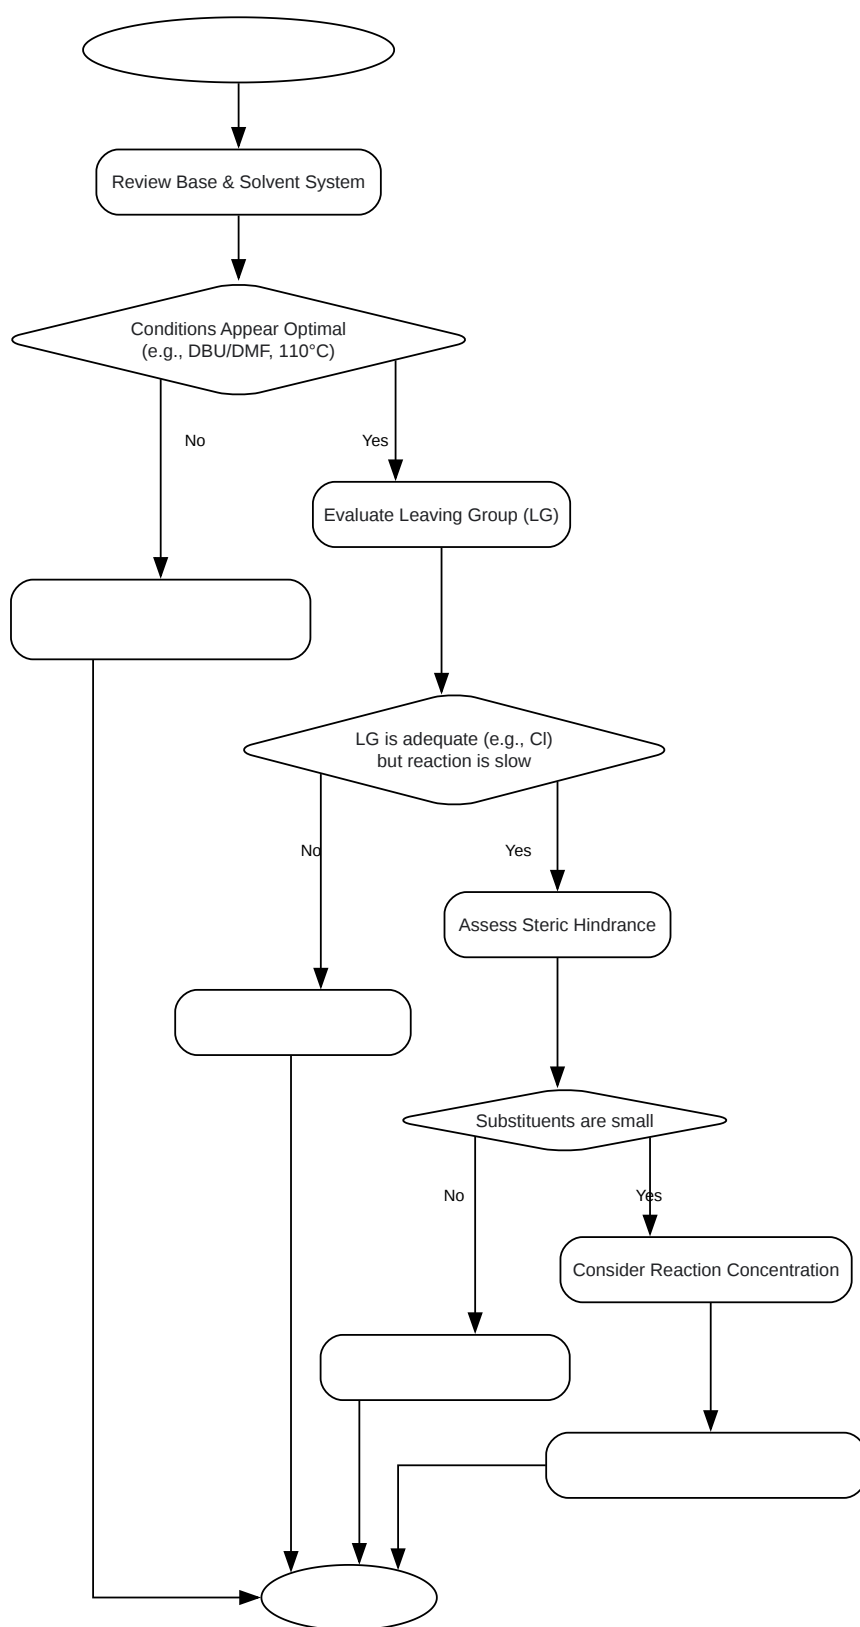 Review Base & Solvent System
Conditions Appear Optimal
(e.g., DBU/DMF, 110°C)
No
Yes
Evaluate Leaving Group (LG)
LG is adequate (e.g., Cl)
but reaction is slow
No
Yes
Assess Steric Hindrance
Substituents are small
No
Yes
Consider Reaction Concentration